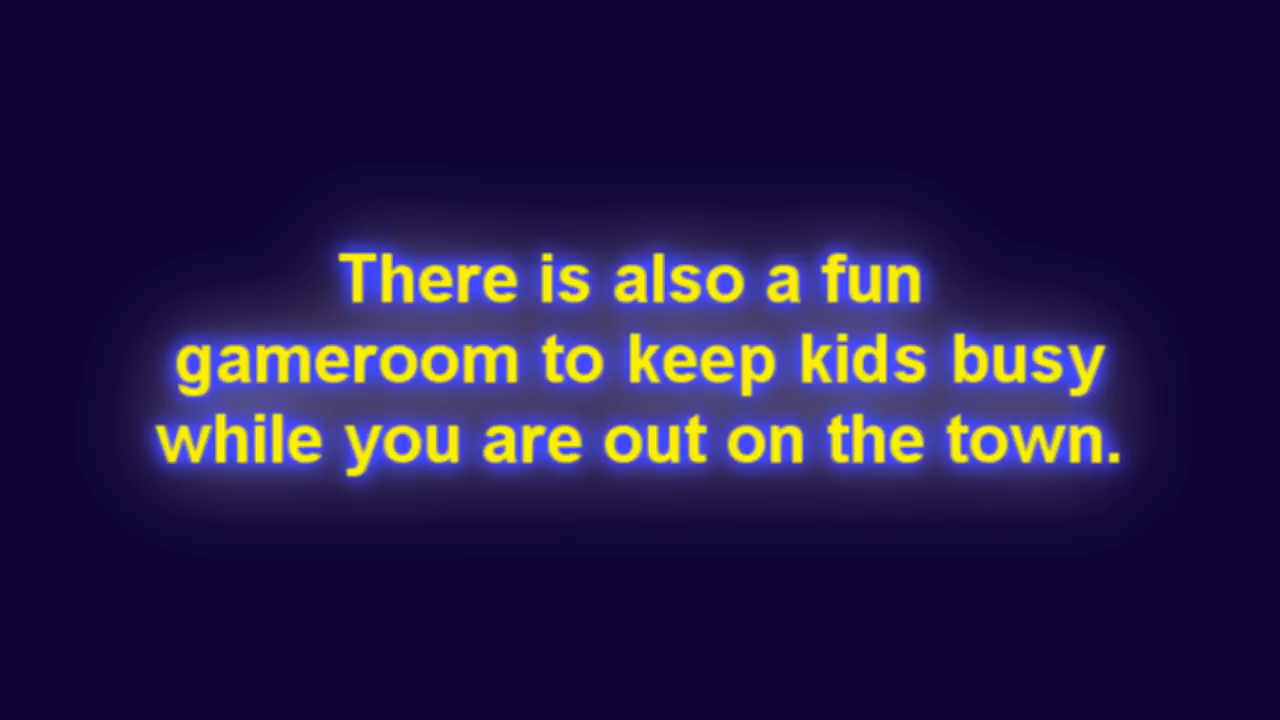 There is also a fun
gameroom to keep kids busy
while you are out on the town.